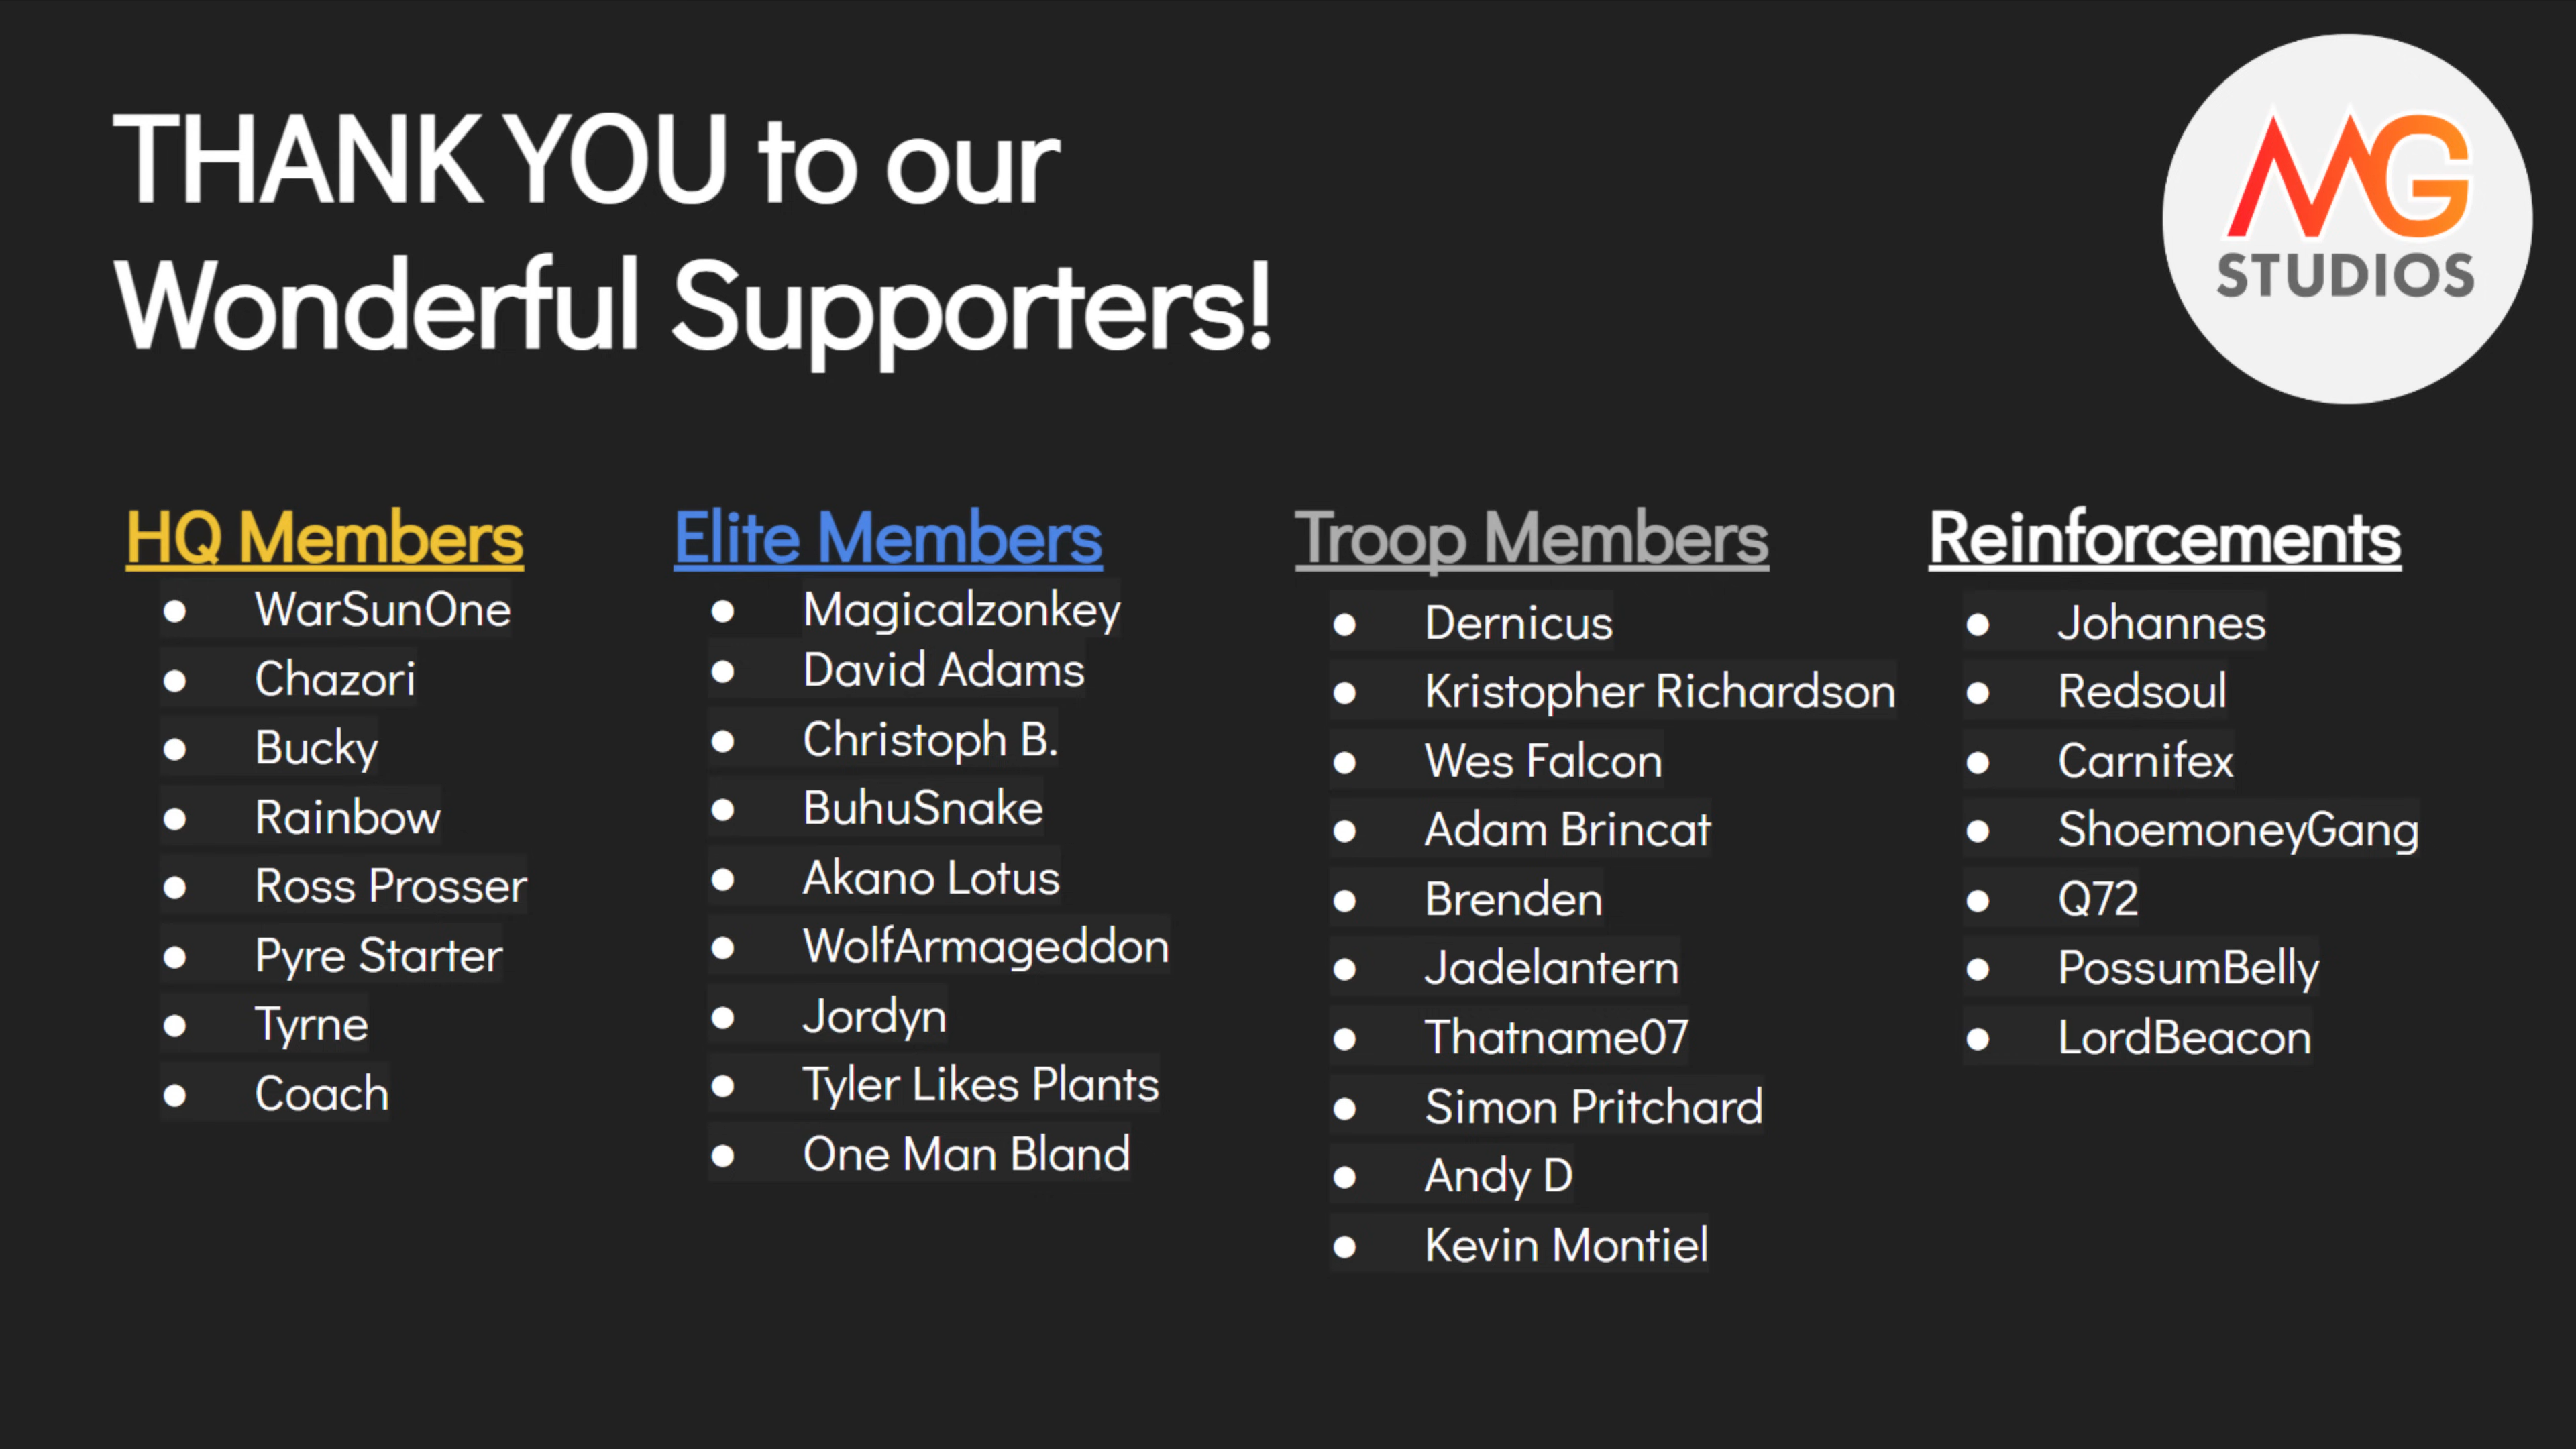 THANK YOU to our
Wonderful Supporters!
MG
STUDIOS
HQ Members
● WarSunOne
● Chazori
● Bucky
● Rainbow
● Ross Prosser
● Pyre Starter
● Tyrne
● Coach
Elite Members
● Magicalzonkey
● David Adams
● Christoph B.
● BuhuSnake
● Akano Lotus
● WolfArmageddon
● Jordyn
● Tyler Likes Plants
● One Man Bland
Troop Members
● Dernicus
● Kristopher Richardson
● Wes Falcon
● Adam Brincat
● Brenden
● Jadelantern
● Thatname07
● Simon Pritchard
● Andy D
● Kevin Montiel
Reinforcements
● Johannes
● Redsoul
● Carnifex
● ShoemoneyGang
● Q72
● PossumBelly
● LordBeacon